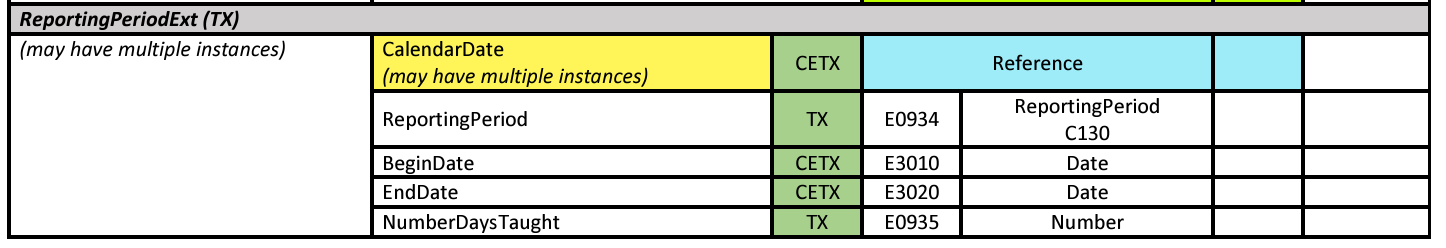 ReportingPeriodExt (TX)
(may have multiple instances)
CalendarDate
(may have multiple instances)
CETX
Reference
ReportingPeriod
TX
E0934
ReportingPeriod
C130
BeginDate
CETX
E3010
Date
EndDate
CETX
E3020
Date
NumberDaysTaught
TX
E0935
Number